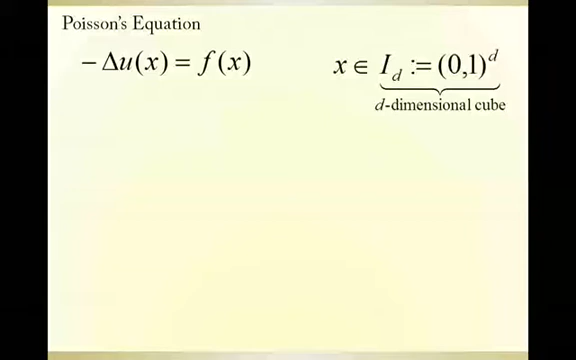 Poisson's Equation
− Δu(x) = f(x) x ∈ I_d := (0,1)^d
d-dimensional cube